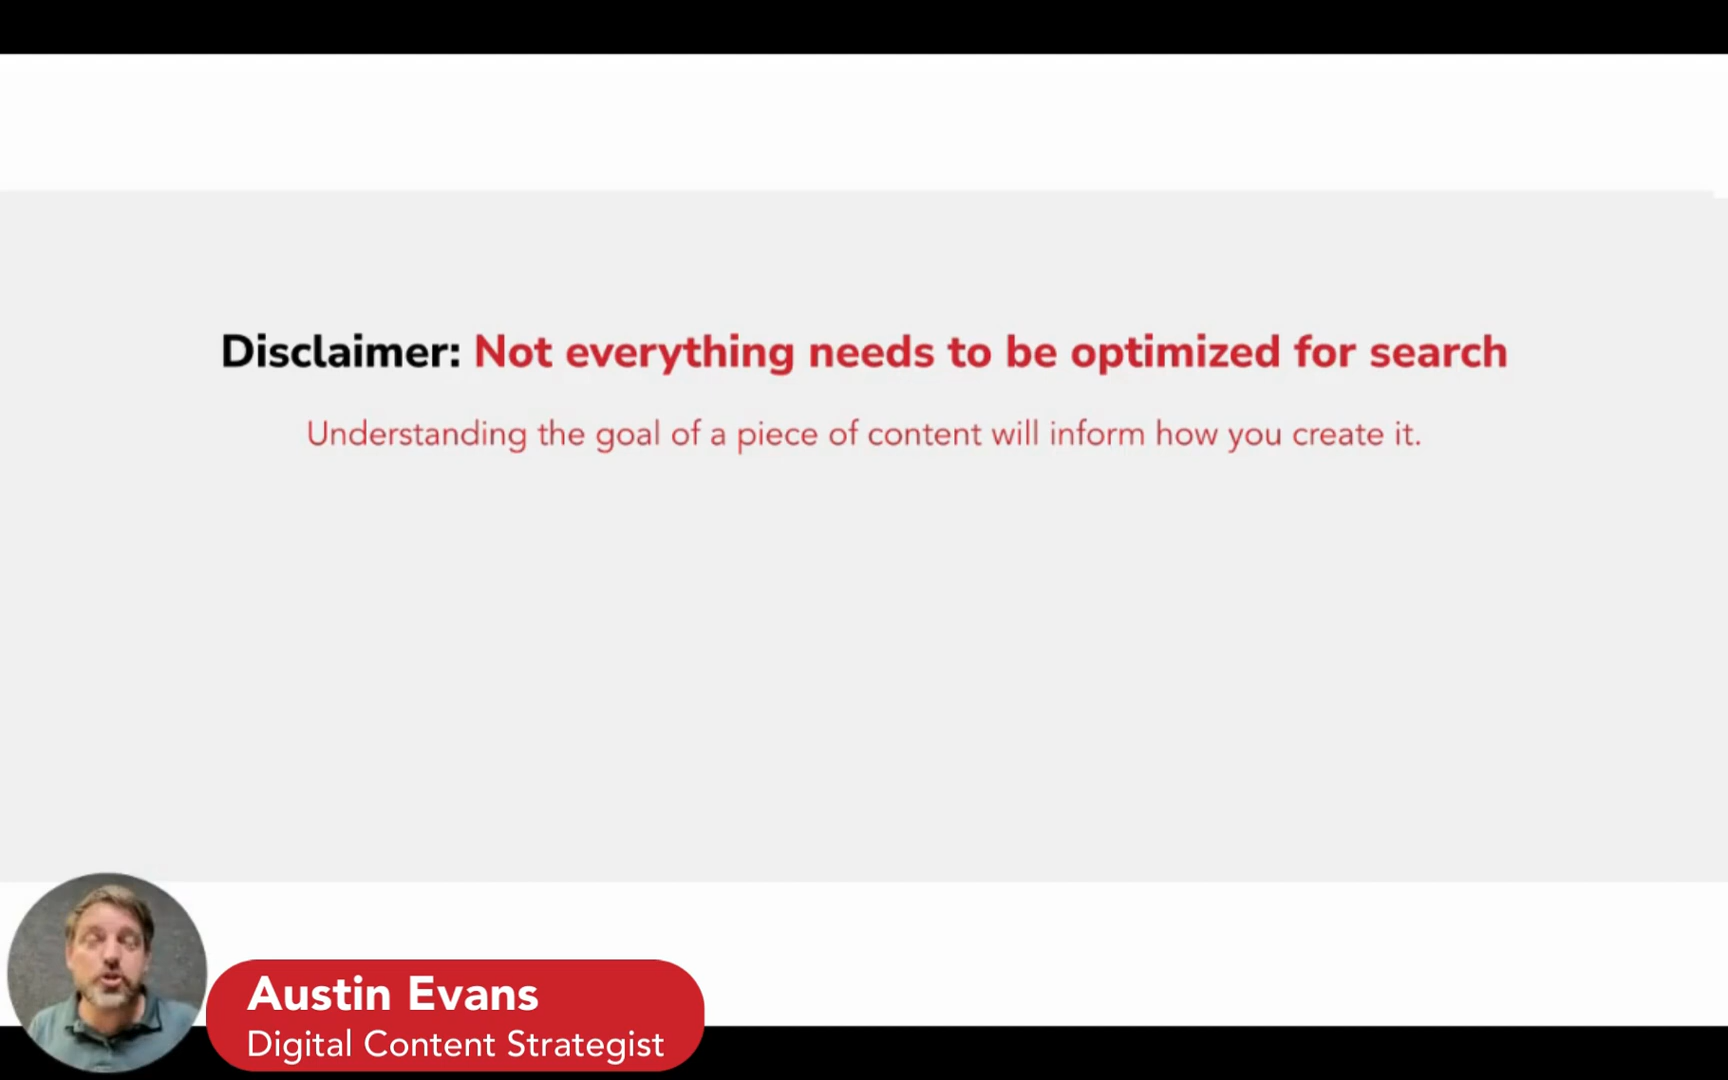 Disclaimer: Not everything needs to be optimized for search
Understanding the goal of a piece of content will inform how you create it.
Austin Evans
Digital Content Strategist